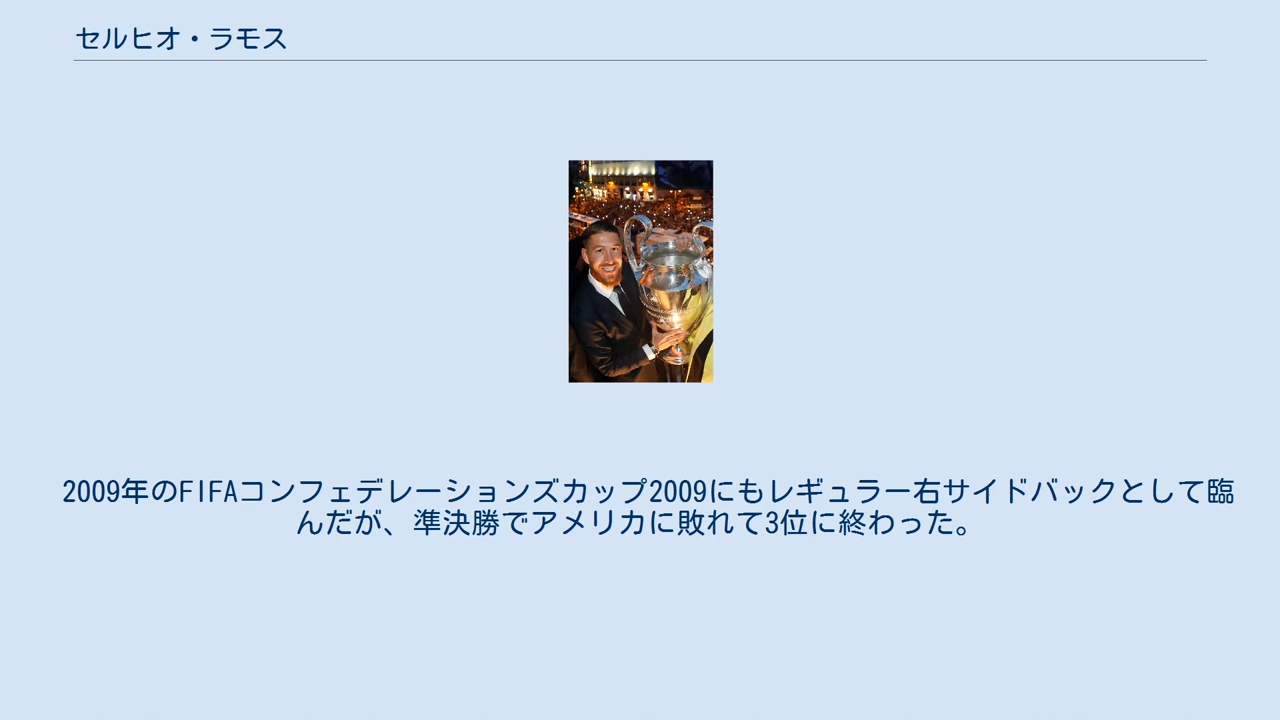 セルヒオ・ラモス
2009年のFIFAコンフェデレーションズカップ2009にもレギュラー右サイドバックとして臨
んだが、準決勝でアメリカに敗れて3位に終わった。